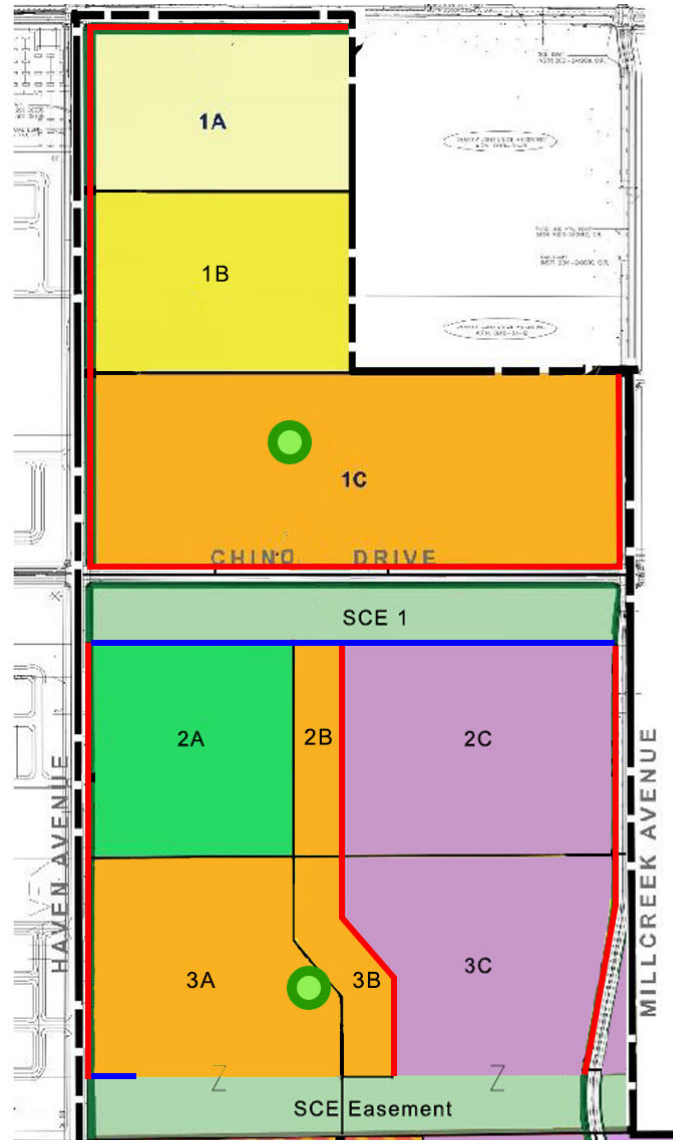 1A
1B
1C
CHINO DRIVE
SCE 1
2A
2B
2C
HAVEN AVENUE
MILLCREEK AVENUE
3A
3B
3C
Z
Z
SCE Easement